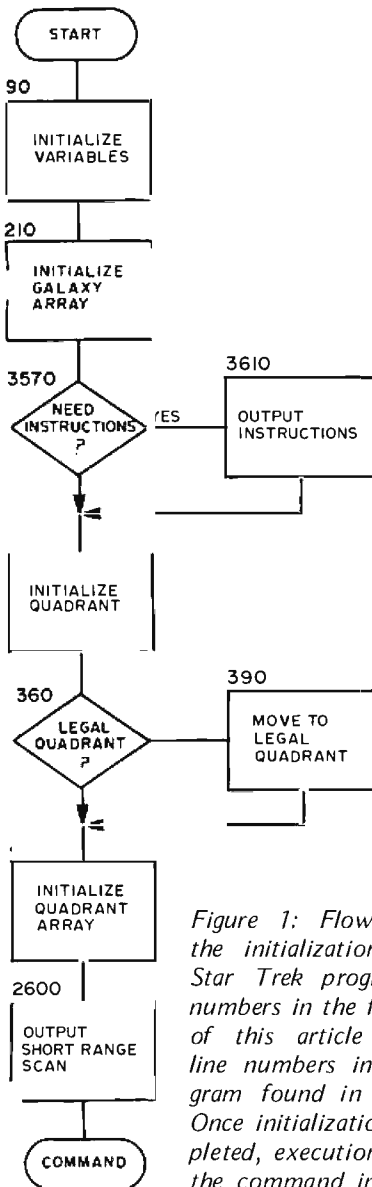 START
90
INITIALIZE
VARIABLES
210
INITIALIZE
GALAXY
ARRAY
3570
NEED
INSTRUCTIONS
?
YES
3610
OUTPUT
INSTRUCTIONS
INITIALIZE
QUADRANT
360
LEGAL
QUADRANT
?
390
MOVE TO
LEGAL
QUADRANT
INITIALIZE
QUADRANT
ARRAY
2600
OUTPUT
SHORT RANGE
SCAN
COMMAND
Figure 1: Flow
the initialization
Star Trek prog
numbers in the f
of this article
line numbers in
gram found in
Once initializatio
pleted, execution
the command in